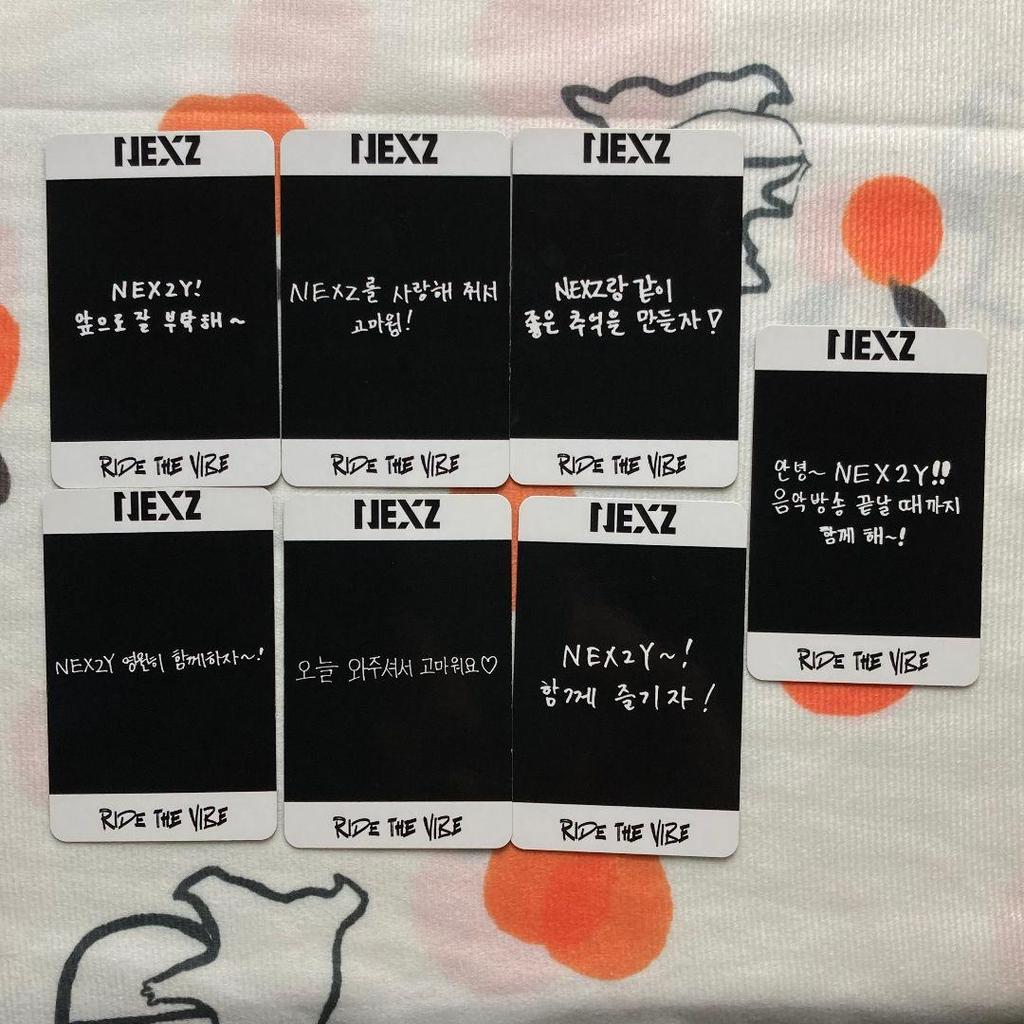 NEXZ
NEX2Y!
앞으로 잘 부탁해~
RIDE THE VIBE
NEXZ
NEXZ를 사랑해 줘서
고마워!
RIDE THE VIBE
NEXZ
NEXZ랑 같이
좋은 추억을 만들자♡
RIDE THE VIBE
NEXZ
NEX2Y 영원히 함께하자~!
RIDE THE VIBE
NEXZ
오늘 와주셔서 고마워요♡
RIDE THE VIBE
NEXZ
NEX2Y~!
함께 즐기자!
RIDE THE VIBE
NEXZ
안녕~ NEX2Y!!
음악방송 끝날 때까지
함께 해~!
RIDE THE VIBE